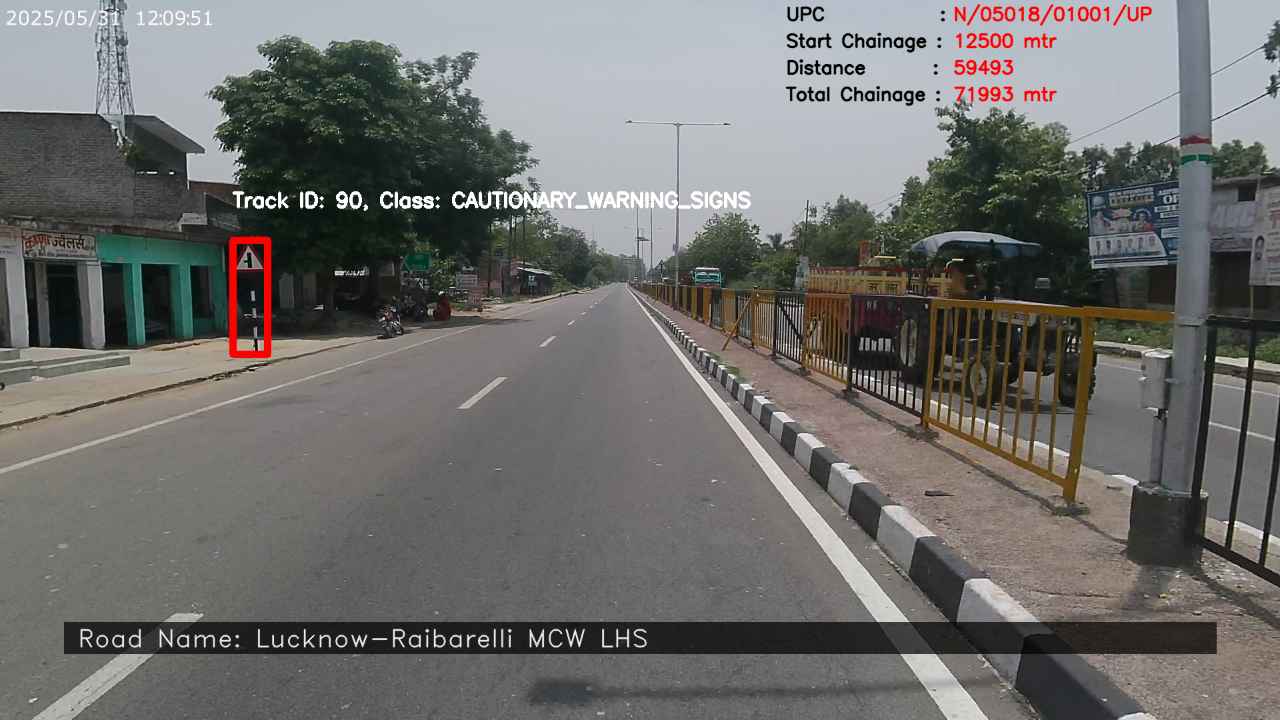 2025/05/31 12:09:51
UPC : N/05018/01001/UP
Start Chainage : 12500 mtr
Distance : 59493
Total Chainage : 71993 mtr
Track ID: 90, Class: CAUTIONARY_WARNING_SIGNS
ज्वैलर्स
Road Name: Lucknow-Raibarelli MCW LHS